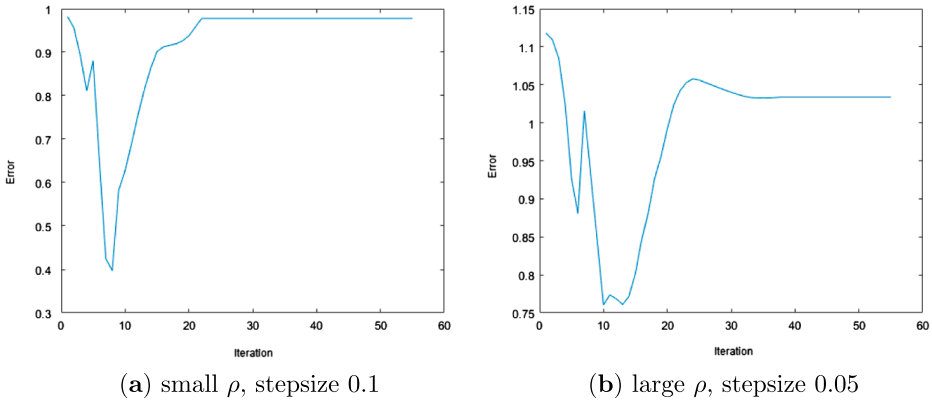 1
0.9
0.8
0.7
0.6
0.5
0.4
0.3
Error
0 10 20 30 40 50 60
Iteration
(a) small ρ, stepsize 0.1
1.15
1.1
1.05
1
0.95
0.9
0.85
0.8
0.75
Error
0 10 20 30 40 50 60
Iteration
(b) large ρ, stepsize 0.05